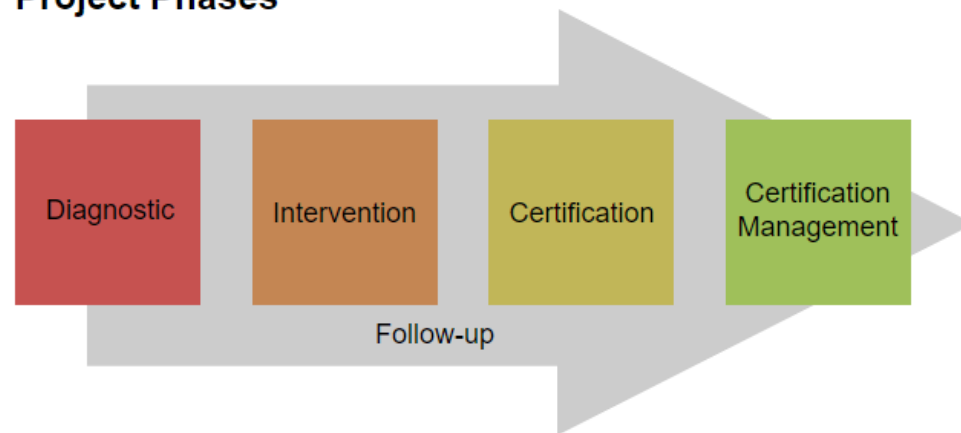 Project Phases
Diagnostic
Intervention
Certification
Certification
Management
Follow-up